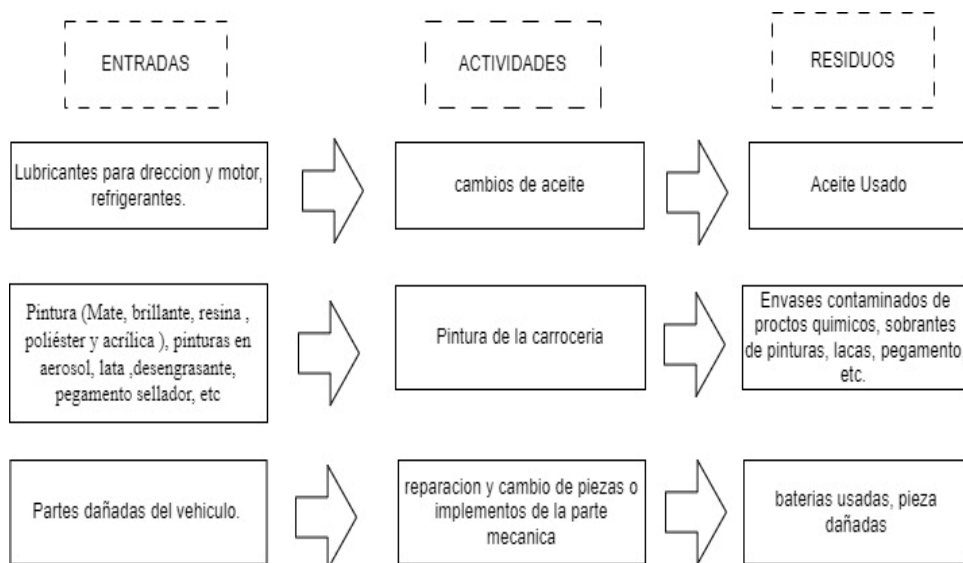 ENTRADAS
ACTIVIDADES
RESIDUOS
Lubricantes para dreccion y motor,
refrigerantes.
cambios de aceite
Aceite Usado
Pintura (Mate, brillante, resina ,
poliéster y acrílica ), pinturas en
aerosol, lata ,desengrasante,
pegamento sellador, etc
Pintura de la carroceria
Envases contaminados de
proctos quimicos, sobrantes
de pinturas, lacas, pegamento,
etc.
Partes dañadas del vehiculo.
reparacion y cambio de piezas o
implementos de la parte
mecanica
baterias usadas, pieza
dañadas